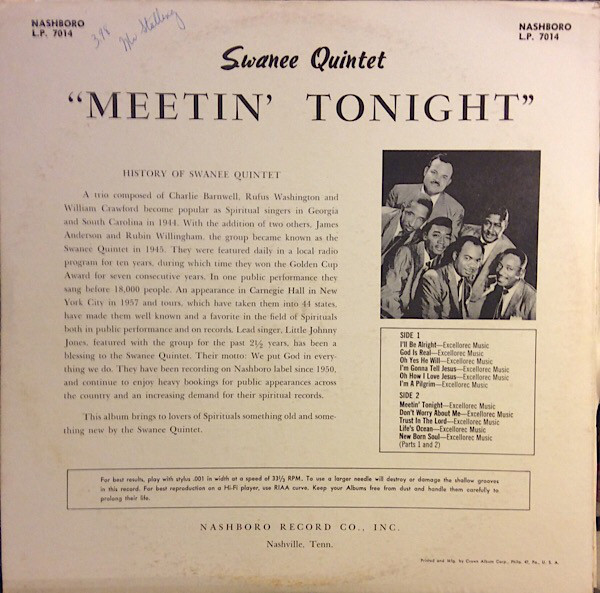 NASHBORO
L.P. 7014
3.98 Mr Stelling
NASHBORO
L.P. 7014
Swanee Quintet
"MEETIN' TONIGHT"
HISTORY OF SWANEE QUINTET
A trio composed of Charlie Barnwell, Rufus Washington and
William Crawford become popular as Spiritual singers in Georgia
and South Carolina in 1944. With the addition of two others, James
Anderson and Rubin Willingham, the group became known as the
Swanee Quintet in 1945. They were featured daily in a local radio
program for ten years, during which time they won the Golden Cup
Award for seven consecutive years. In one public performance they
sang before 18,000 people. An appearance in Carnegie Hall in New
York City in 1957 and tours, which have taken them into 44 states,
have made them well known and a favorite in the field of Spirituals
both in public performance and on records. Lead singer, Little Johnny
Jones, featured with the group for the past 2½ years, has been a
blessing to the Swanee Quintet. Their motto: We put God in every-
thing we do. They have been recording on Nashboro label since 1950,
and continue to enjoy heavy bookings for public appearances across
the country and an increasing demand for their spiritual records.
This album brings to lovers of Spirituals something old and some-
thing new by the Swanee Quintet.
SIDE 1
I'll Be Alright—Excellorec Music
God Is Real—Excellorec Music
Oh Yes He Will—Excellorec Music
I'm Gonna Tell Jesus—Excellorec Music
Oh How I Love Jesus—Excellorec Music
I'm A Pilgrim—Excellorec Music
SIDE 2
Meetin' Tonight—Excellorec Music
Don't Worry About Me—Excellorec Music
Trust In The Lord—Excellorec Music
Life's Ocean—Excellorec Music
New Born Soul—Excellorec Music
(Parts 1 and 2)
For best results, play with stylus .001 in width at a speed of 33⅓ RPM. To use a larger needle will destroy or damage the shallow grooves
in this record. For best reproduction on a Hi-Fi player, use RIAA curve. Keep your Albums free from dust and handle them carefully to
prolong their life.
NASHBORO RECORD CO., INC.
Nashville, Tenn.
Printed and Mfg. by Crown Album Corp., Phila. 41, Pa., U. S. A.